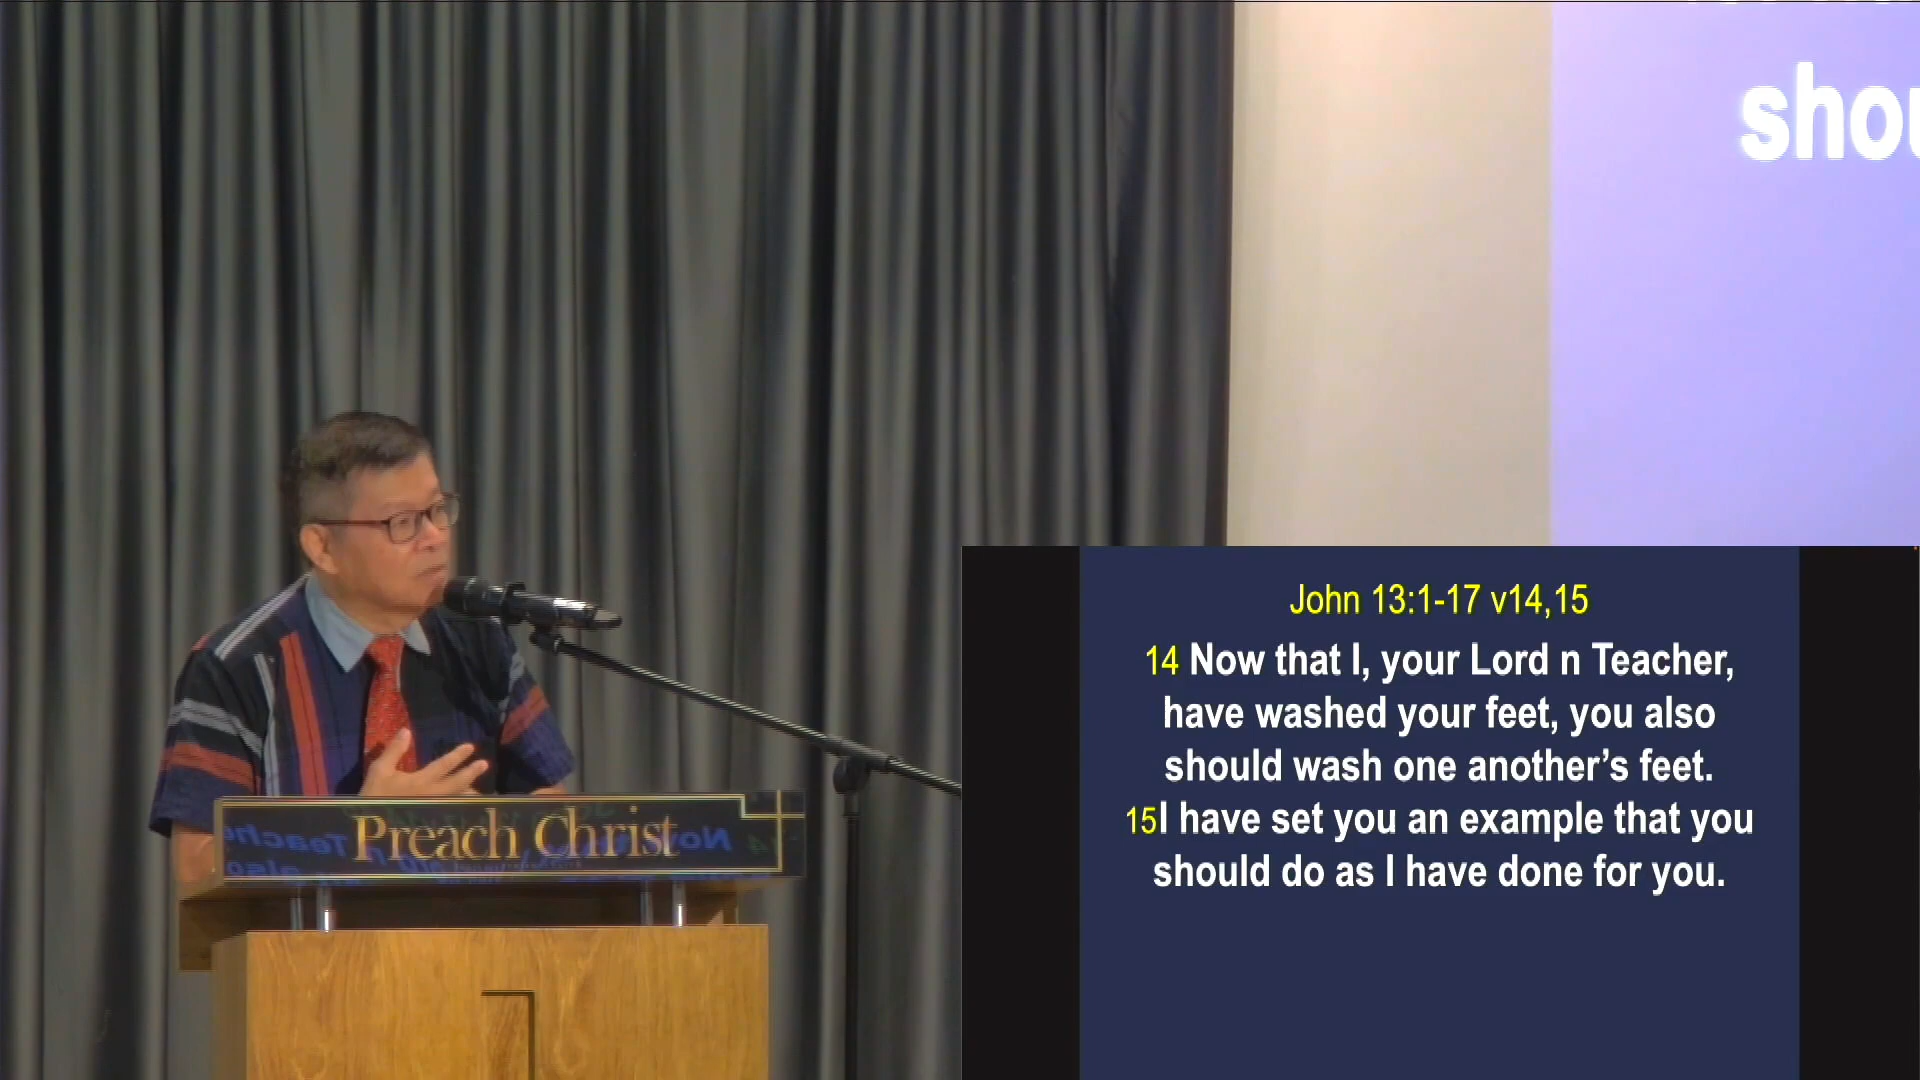 shou
Preach Christ
John 13:1-17 v14,15
14 Now that I, your Lord n Teacher,
have washed your feet, you also
should wash one another’s feet.
15I have set you an example that you
should do as I have done for you.